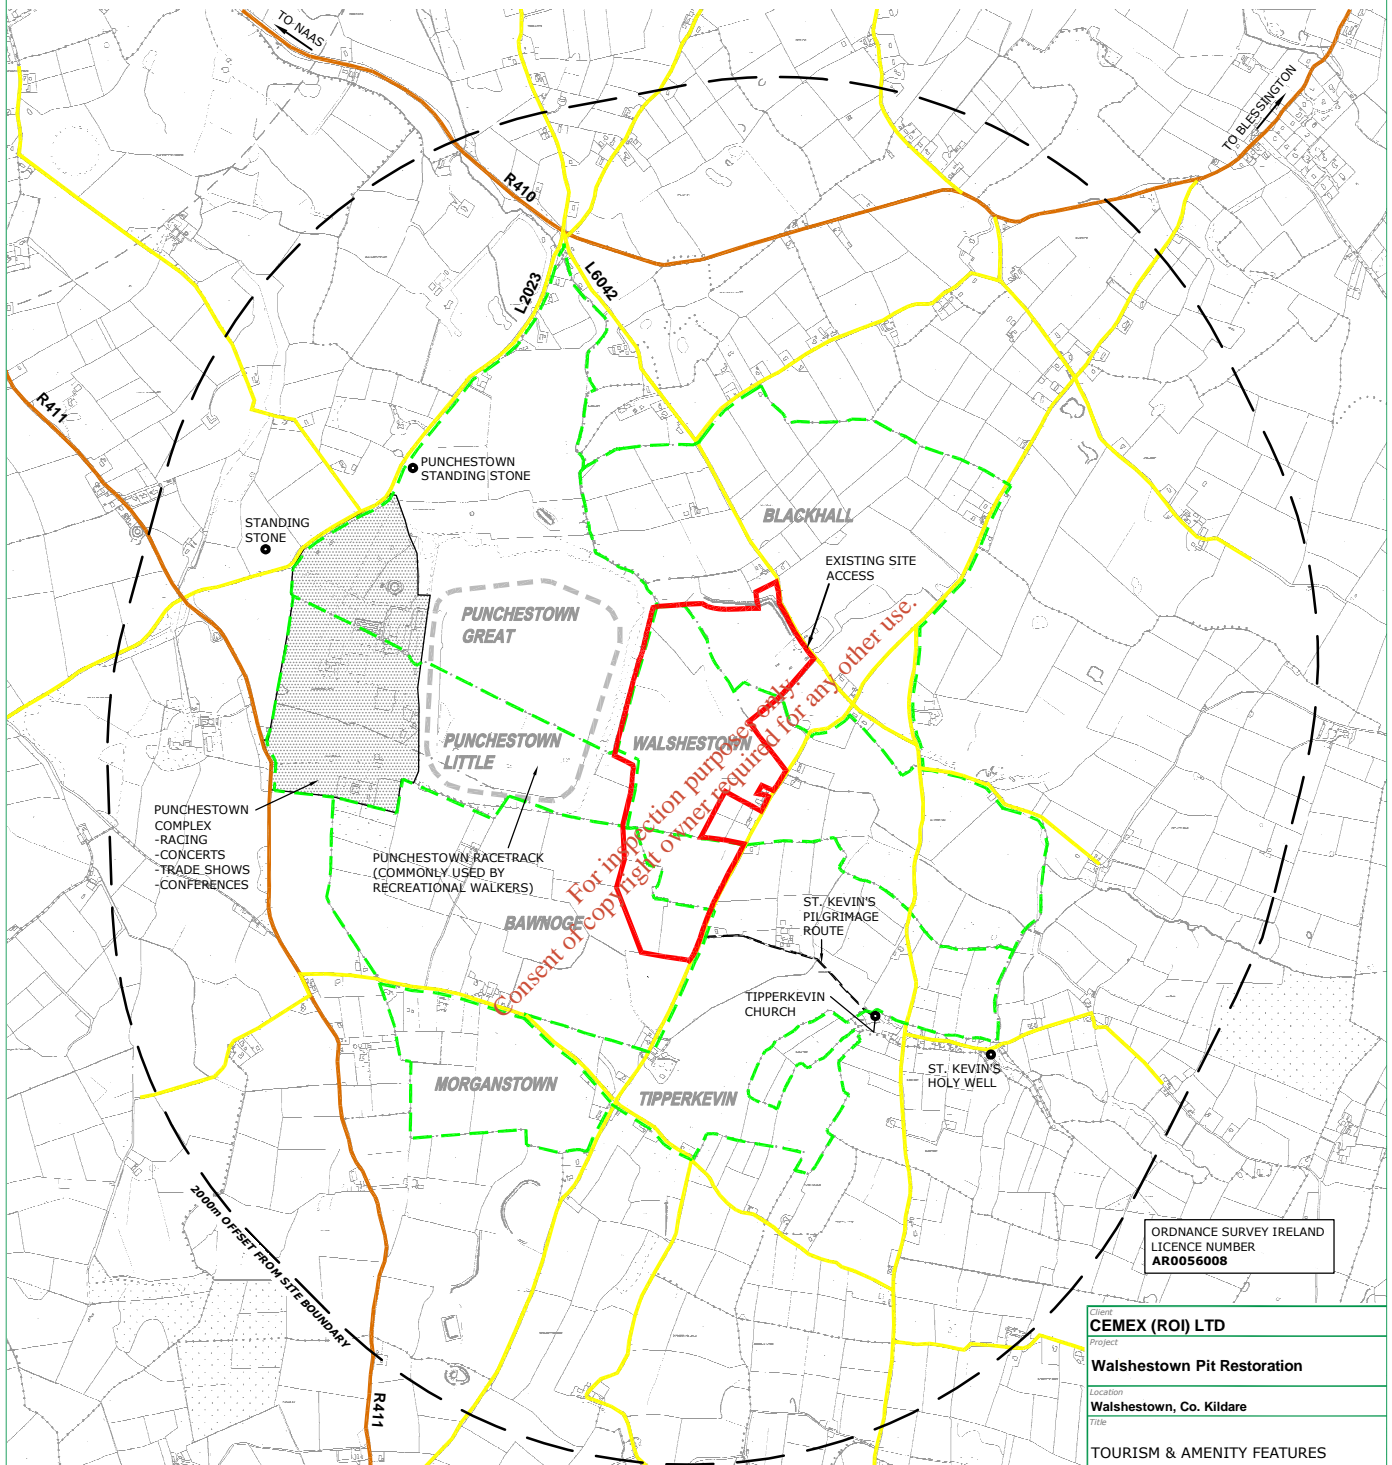 TO NAAS
TO BLESSINGTON
R410
L2023
L6042
R411
PUNCHESTOWN
STANDING STONE
STANDING
STONE
BLACKHALL
EXISTING SITE
ACCESS
PUNCHESTOWN
GREAT
PUNCHESTOWN
LITTLE
WALSHESTOWN
PUNCHESTOWN
COMPLEX
-RACING
-CONCERTS
-TRADE SHOWS
-CONFERENCES
PUNCHESTOWN RACETRACK
(COMMONLY USED BY
RECREATIONAL WALKERS)
BAWNOGE
For inspection purposes only.
Consent of copyright owner required for any other use.
ST. KEVIN'S
PILGRIMAGE
ROUTE
TIPPERKEVIN
CHURCH
ST. KEVIN'S
HOLY WELL
MORGANSTOWN
TIPPERKEVIN
2000m OFFSET FROM SITE BOUNDARY
R411
ORDNANCE SURVEY IRELAND
LICENCE NUMBER
AR0056008
Client
CEMEX (ROI) LTD
Project
Walshestown Pit Restoration
Location
Walshestown, Co. Kildare
Title
TOURISM & AMENITY FEATURES